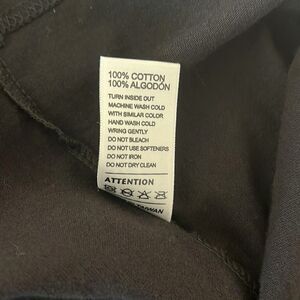 100% COTTON
100% ALGODÓN
TURN INSIDE OUT
MACHINE WASH COLD
WITH SIMILAR COLOR
HAND WASH COLD
WRING GENTLY
DO NOT BLEACH
DO NOT USE SOFTENERS
DO NOT IRON
DO NOT DRY CLEAN
ATTENTION
TAIWAN